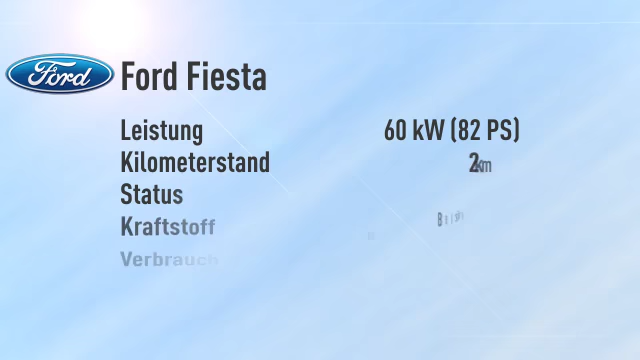 Ford
Ford Fiesta
Leistung 60 kW (82 PS)
Kilometerstand
Status
Kraftstoff
Verbrauch